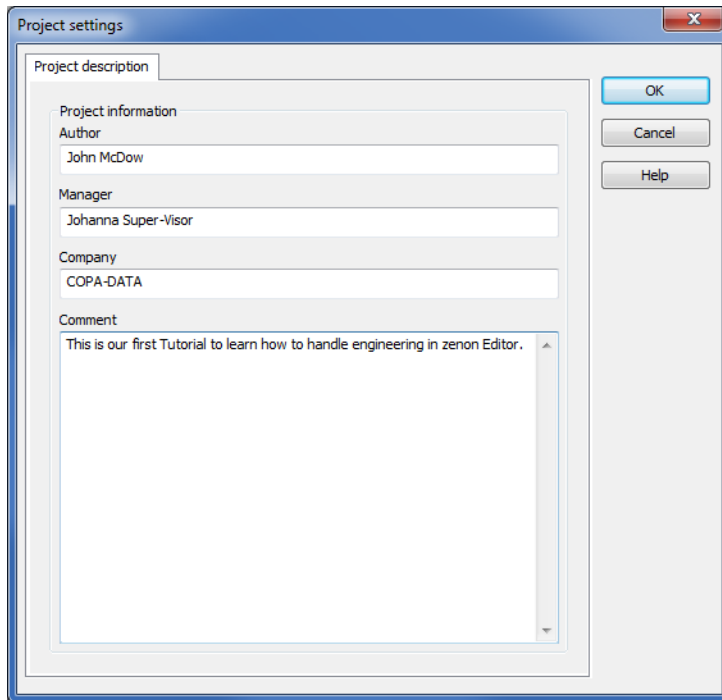 Project settings
Project description
OK
Cancel
Help
Project information
Author
John McDow
Manager
Johanna Super-Visor
Company
COPA-DATA
Comment
This is our first Tutorial to learn how to handle engineering in zenon Editor.